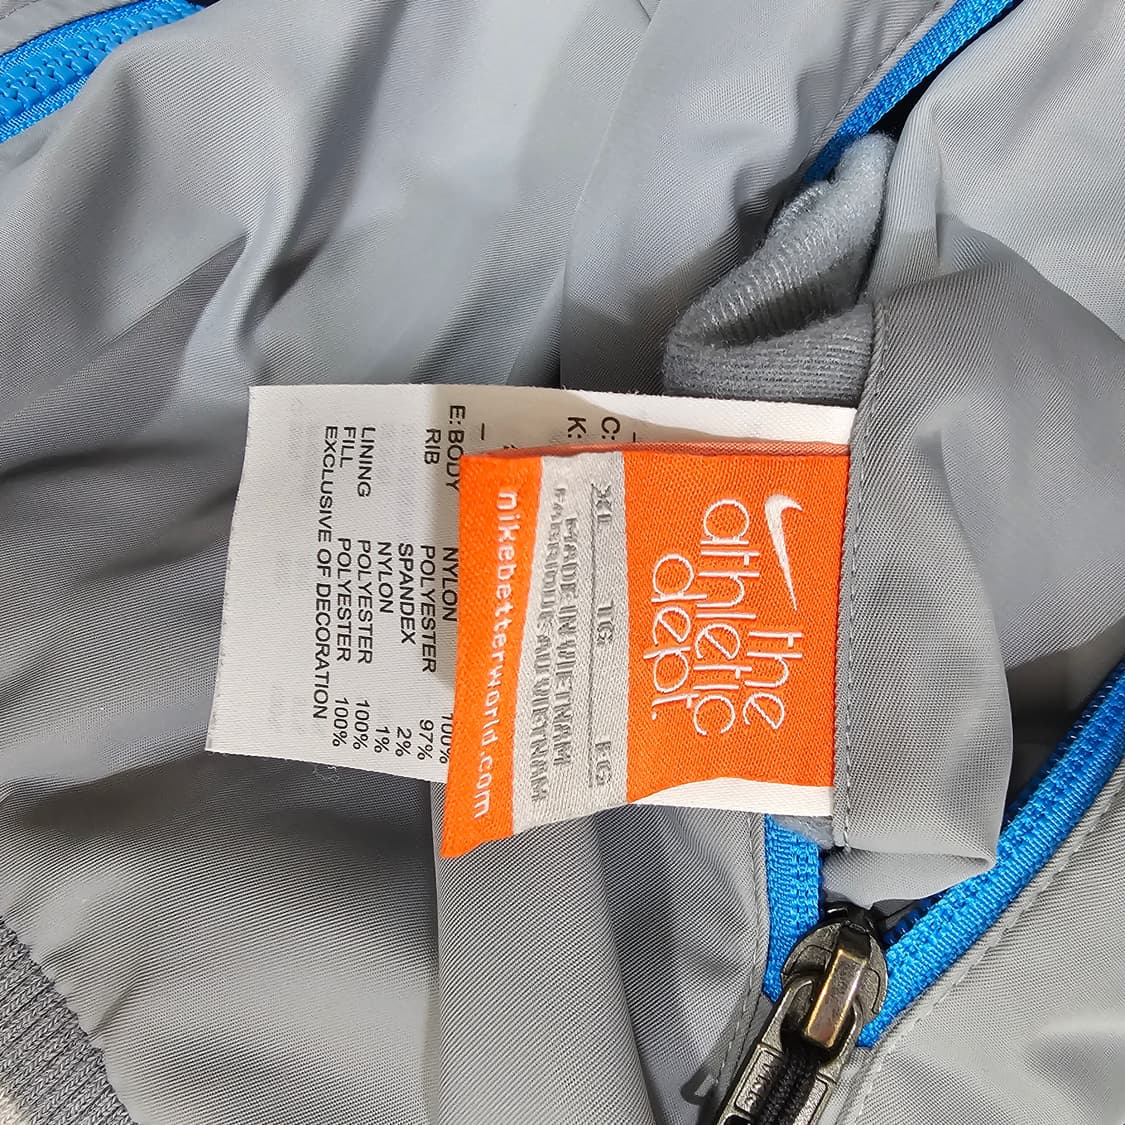 the
athletic
dept.
XL TG EG
MADE IN VIETNAM
FABRIQUÉ AU VIETNAM
nikebetterworld.com
C:
K:
E: BODY NYLON 100%
RIB POLYESTER 97%
SPANDEX 2%
NYLON 1%
LINING POLYESTER 100%
FILL POLYESTER 100%
EXCLUSIVE OF DECORATION